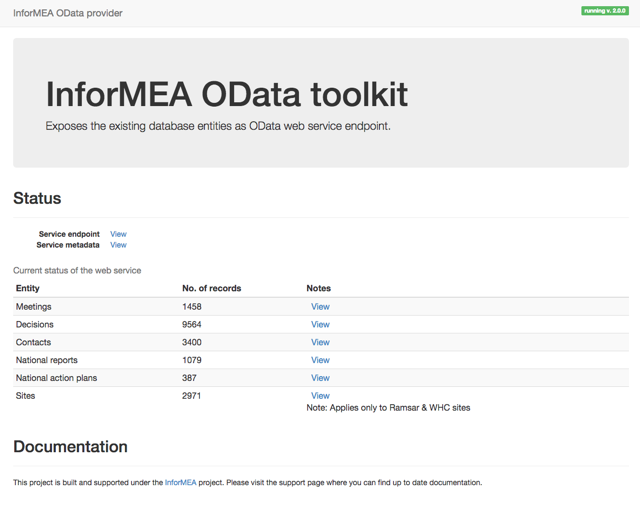 InforMEA OData provider
running v. 2.0.0
InforMEA OData toolkit
Exposes the existing database entities as OData web service endpoint.
Status
Service endpoint View
Service metadata View
Current status of the web service
Entity No. of records Notes
Meetings 1458 View
Decisions 9564 View
Contacts 3400 View
National reports 1079 View
National action plans 387 View
Sites 2971 View
Note: Applies only to Ramsar & WHC sites
Documentation
This project is built and supported under the InforMEA project. Please visit the support page where you can find up to date documentation.